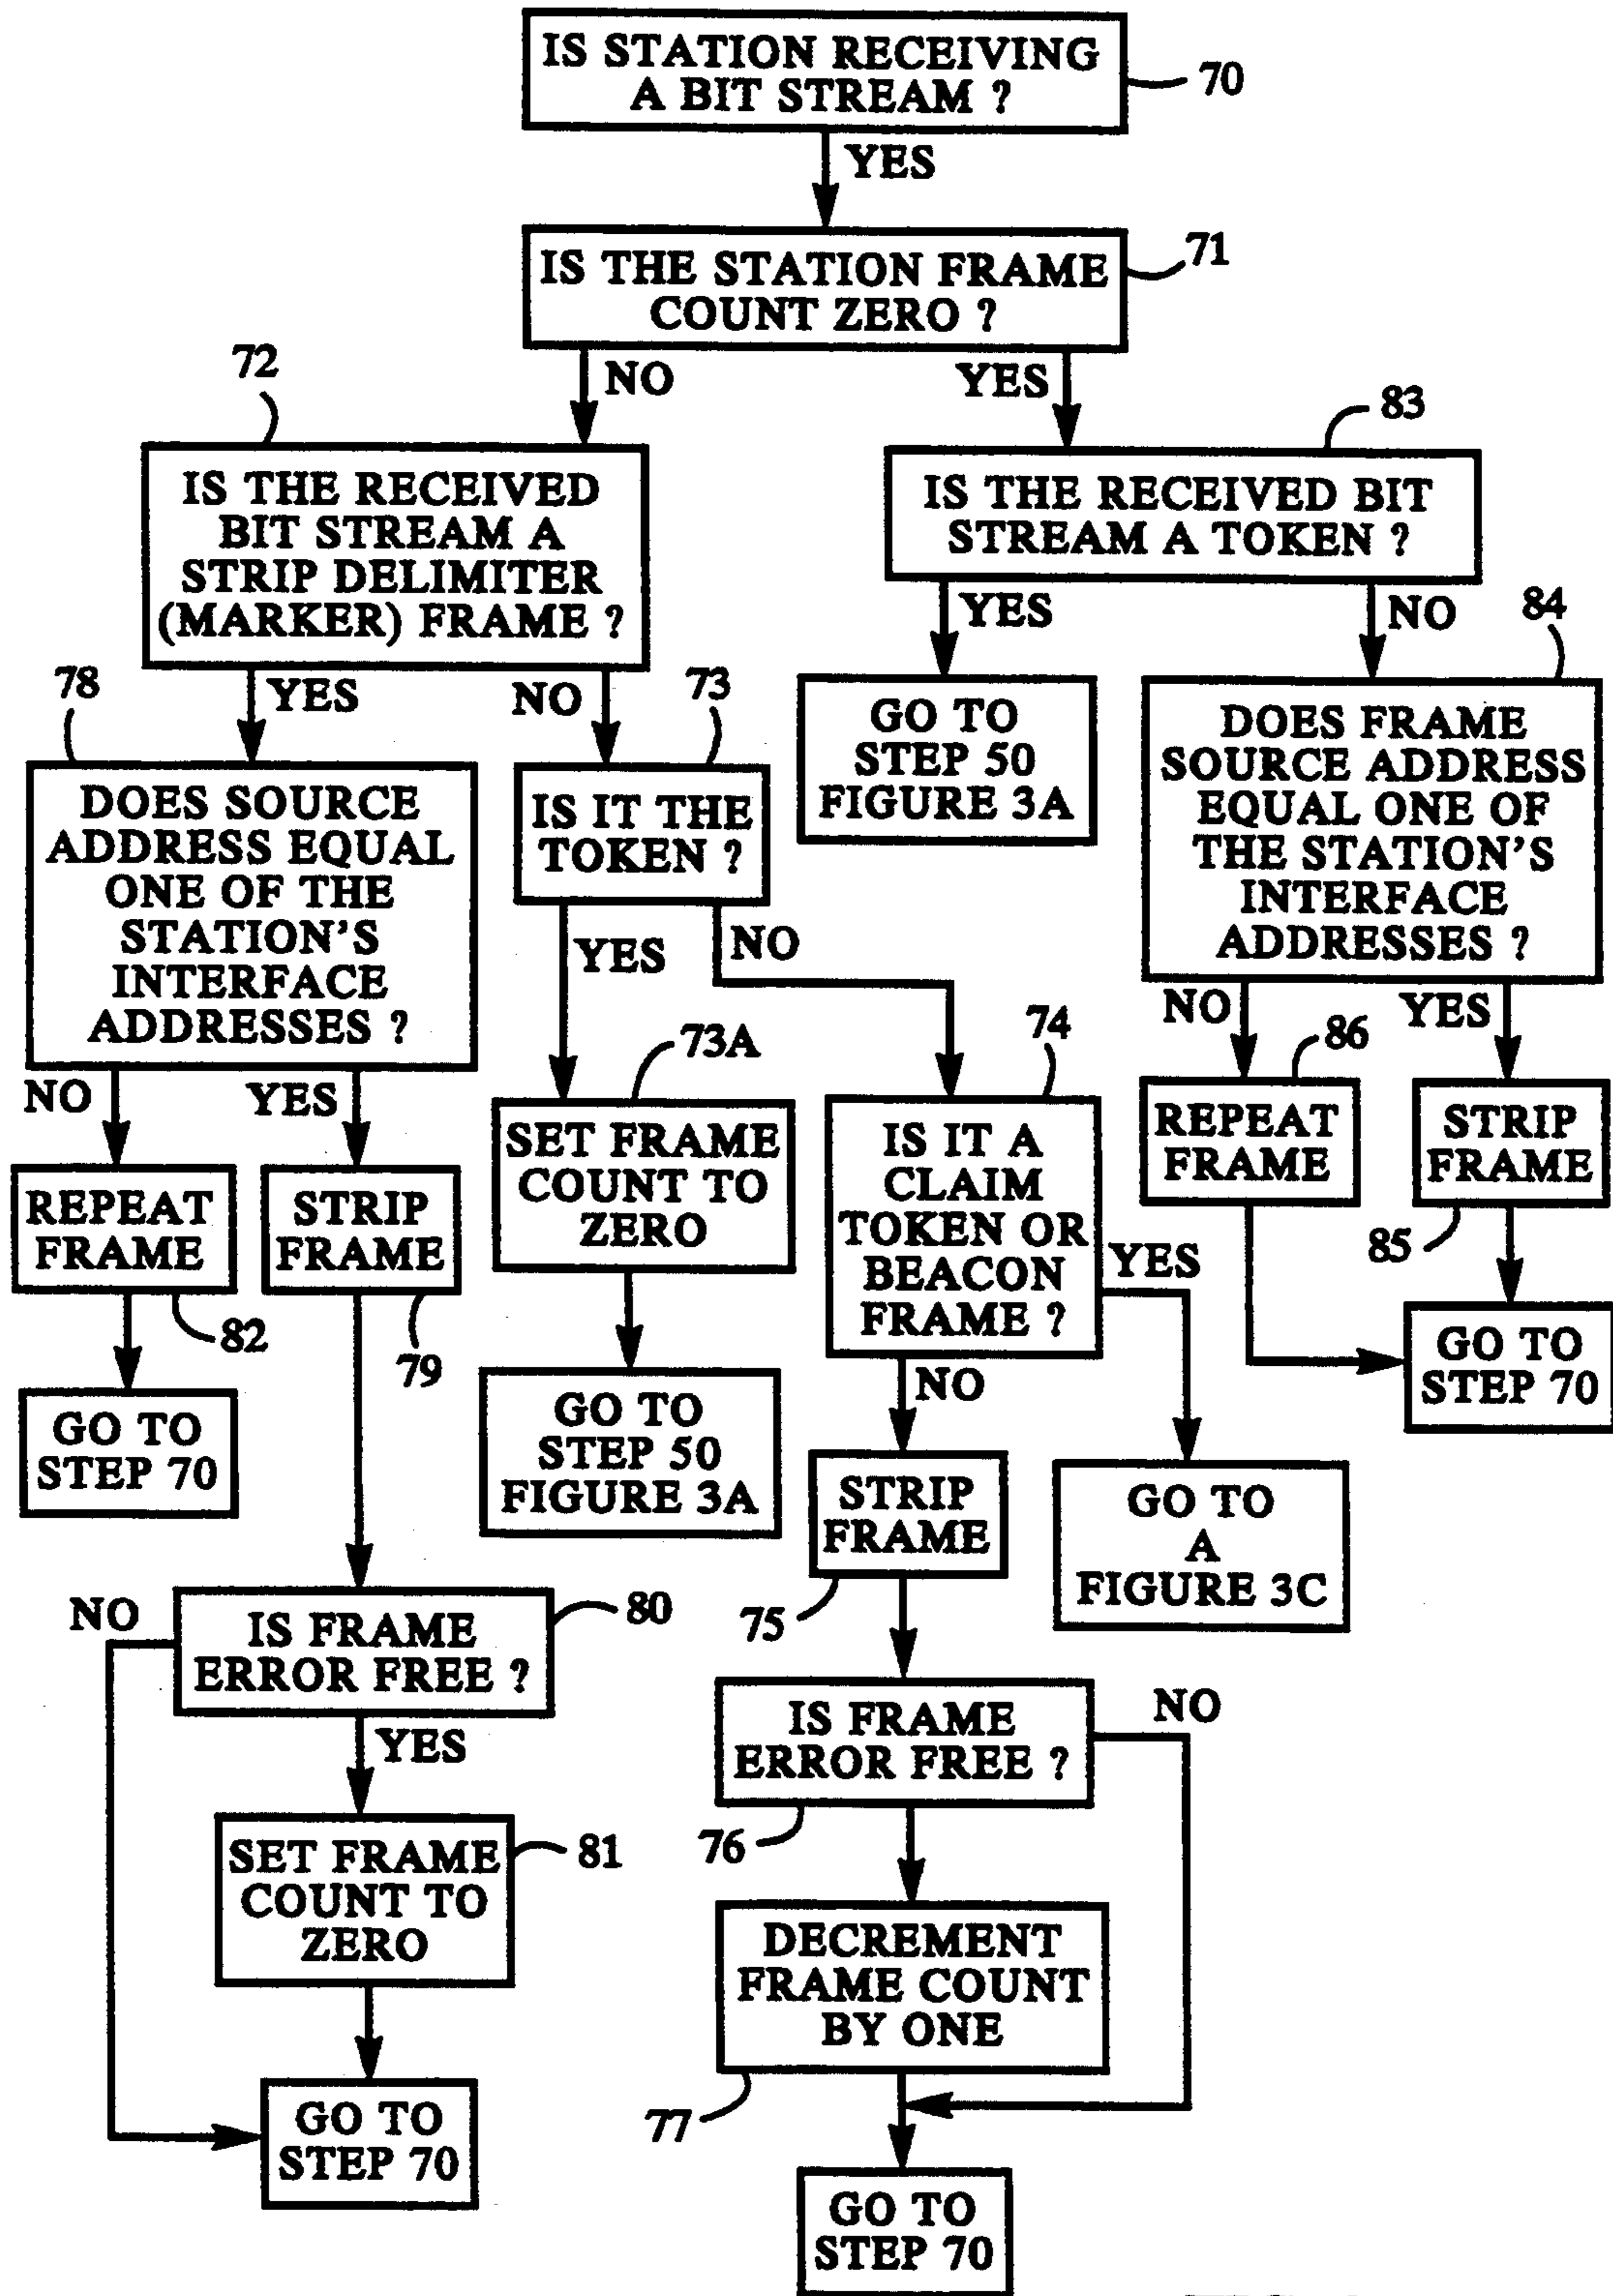 IS STATION RECEIVING
A BIT STREAM ?
70
YES
IS THE STATION FRAME
COUNT ZERO ?
71
NO
YES
72
IS THE RECEIVED
BIT STREAM A
STRIP DELIMITER
(MARKER) FRAME ?
83
IS THE RECEIVED BIT
STREAM A TOKEN ?
YES
NO
78
DOES SOURCE
ADDRESS EQUAL
ONE OF THE
STATION'S
INTERFACE
ADDRESSES ?
NO
YES
REPEAT
FRAME
82
GO TO
STEP 70
STRIP
FRAME
79
IS FRAME
ERROR FREE ?
80
NO
YES
SET FRAME
COUNT TO
ZERO
81
GO TO
STEP 70
73
IS IT THE
TOKEN ?
YES
NO
73A
SET FRAME
COUNT TO
ZERO
GO TO
STEP 50
FIGURE 3A
74
IS IT A
CLAIM
TOKEN OR
BEACON
FRAME ?
YES
NO
GO TO
A
FIGURE 3C
STRIP
FRAME
75
IS FRAME
ERROR FREE ?
76
NO
DECREMENT
FRAME COUNT
BY ONE
77
GO TO
STEP 70
YES
NO
GO TO
STEP 50
FIGURE 3A
84
DOES FRAME
SOURCE ADDRESS
EQUAL ONE OF
THE STATION'S
INTERFACE
ADDRESSES ?
NO
YES
86
REPEAT
FRAME
STRIP
FRAME
85
GO TO
STEP 70